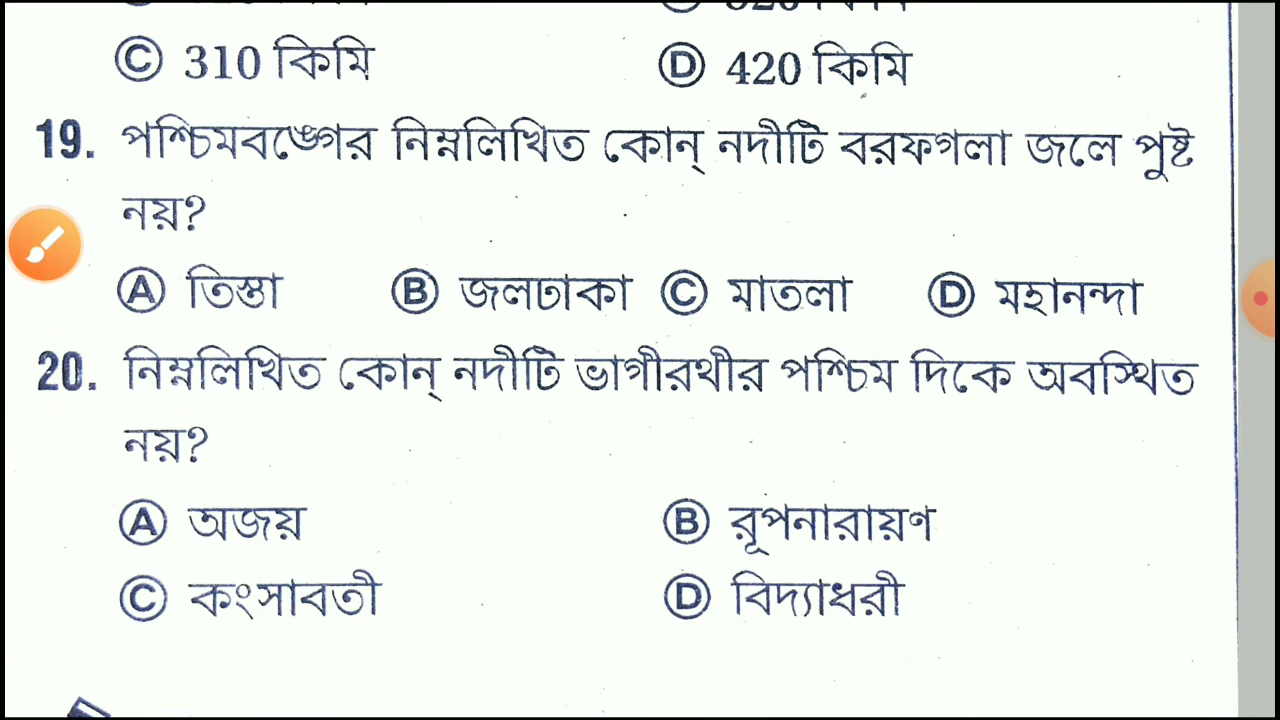 Ⓒ 310 কিমি Ⓓ 420 কিমি
19. পশ্চিমবঙ্গের নিম্নলিখিত কোন্ নদীটি বরফগলা জলে পুষ্ট
নয়?
Ⓐ তিস্তা Ⓑ জলঢাকা Ⓒ মাতলা Ⓓ মহানন্দা
20. নিম্নলিখিত কোন্ নদীটি ভাগীরথীর পশ্চিম দিকে অবস্থিত
নয়?
Ⓐ অজয় Ⓑ রূপনারায়ণ
Ⓒ কংসাবতী Ⓓ বিদ্যাধরী